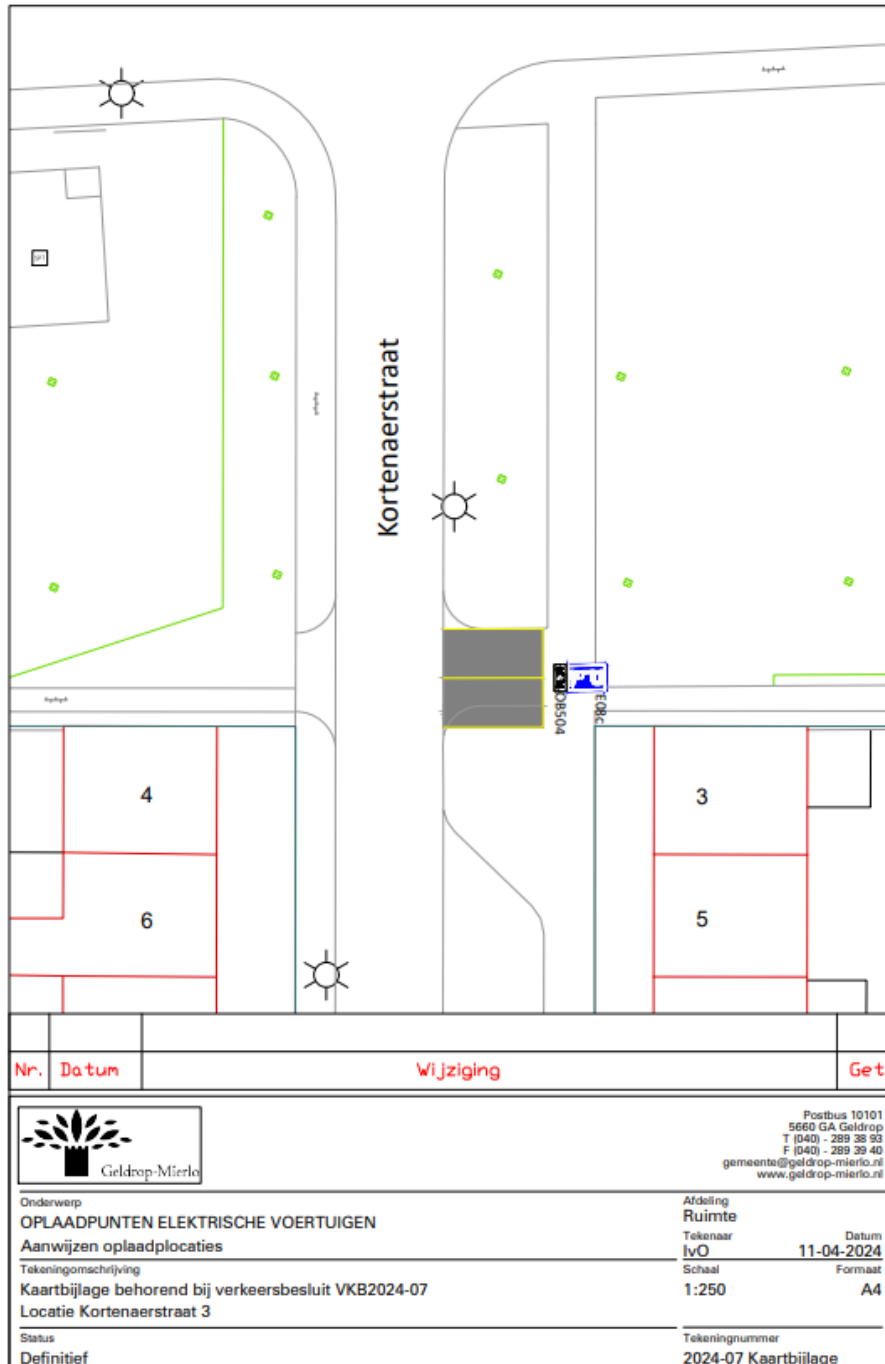 Kortenaerstraat
OB504
E08c
4
3
6
5
Nr.
Datum
Wijziging
Get
Geldrop-Mierlo
Postbus 10101
5660 GA Geldrop
T (040) - 289 38 93
F (040) - 289 39 40
gemeente@geldrop-mierlo.nl
www.geldrop-mierlo.nl
Onderwerp
OPLAADPUNTEN ELEKTRISCHE VOERTUIGEN
Aanwijzen oplaadplocaties
Afdeling
Ruimte
Tekenaar
IvO
Datum
11-04-2024
Tekeningomschrijving
Kaartbijlage behorend bij verkeersbesluit VKB2024-07
Locatie Kortenaerstraat 3
Schaal
1:250
Formaat
A4
Status
Definitief
Tekeningnummer
2024-07 Kaartbijlage